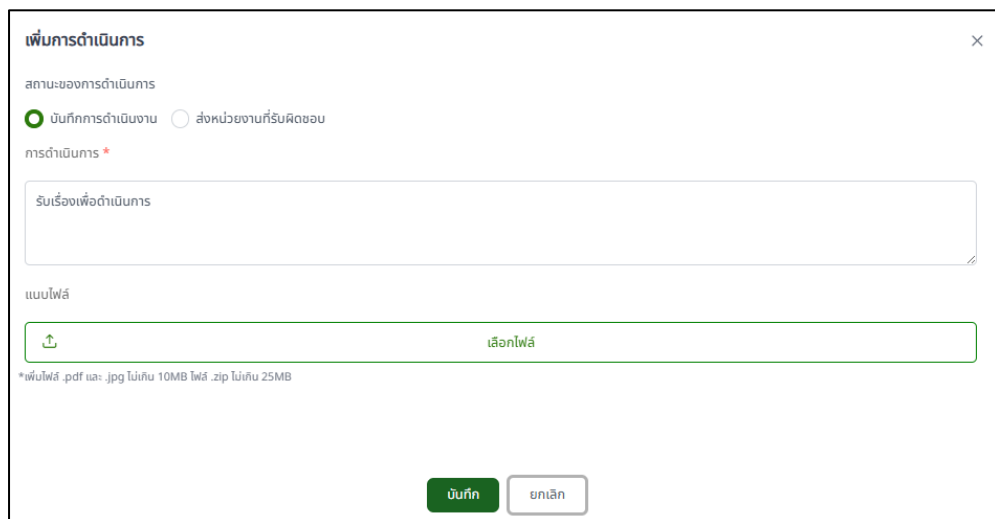 เพิ่มการดำเนินการ
สถานะของการดำเนินการ
บันทึกการดำเนินงาน ส่งหน่วยงานที่รับผิดชอบ
การดำเนินการ *
รับเรื่องเพื่อดำเนินการ
แนบไฟล์
เลือกไฟล์
*เพิ่มไฟล์ .pdf และ .jpg ไม่เกิน 10MB ไฟล์ .zip ไม่เกิน 25MB
บันทึก ยกเลิก